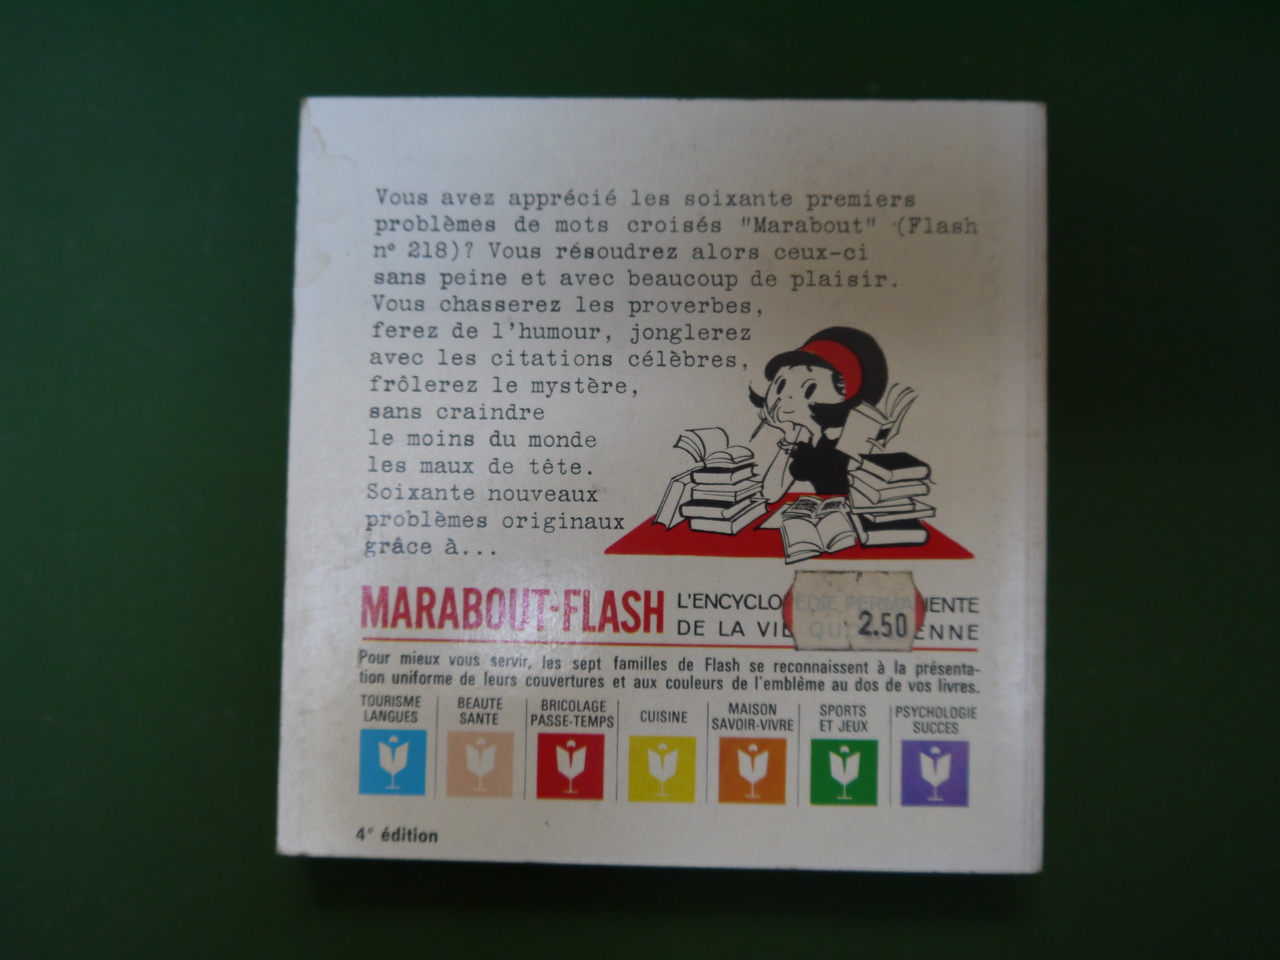 Vous avez apprécié les soixante premiers
problèmes de mots croisés "Marabout" (Flash
n° 218)? Vous résoudrez alors ceux-ci
sans peine et avec beaucoup de plaisir.
Vous chasserez les proverbes,
ferez de l'humour, jonglerez
avec les citations célèbres,
frôlerez le mystère,
sans craindre
le moins du monde
les maux de tête.
Soixante nouveaux
problèmes originaux
grâce à...
MARABOUT-FLASH
L'ENCYCLOPEDIE PERMANENTE
DE LA VIE QUOTIDIENNE
2.50
Pour mieux vous servir, les sept familles de Flash se reconnaissent à la présenta-
tion uniforme de leurs couvertures et aux couleurs de l'emblème au dos de vos livres.
TOURISME
LANGUES
BEAUTE
SANTE
BRICOLAGE
PASSE-TEMPS
CUISINE
MAISON
SAVOIR-VIVRE
SPORTS
ET JEUX
PSYCHOLOGIE
SUCCES
4e édition